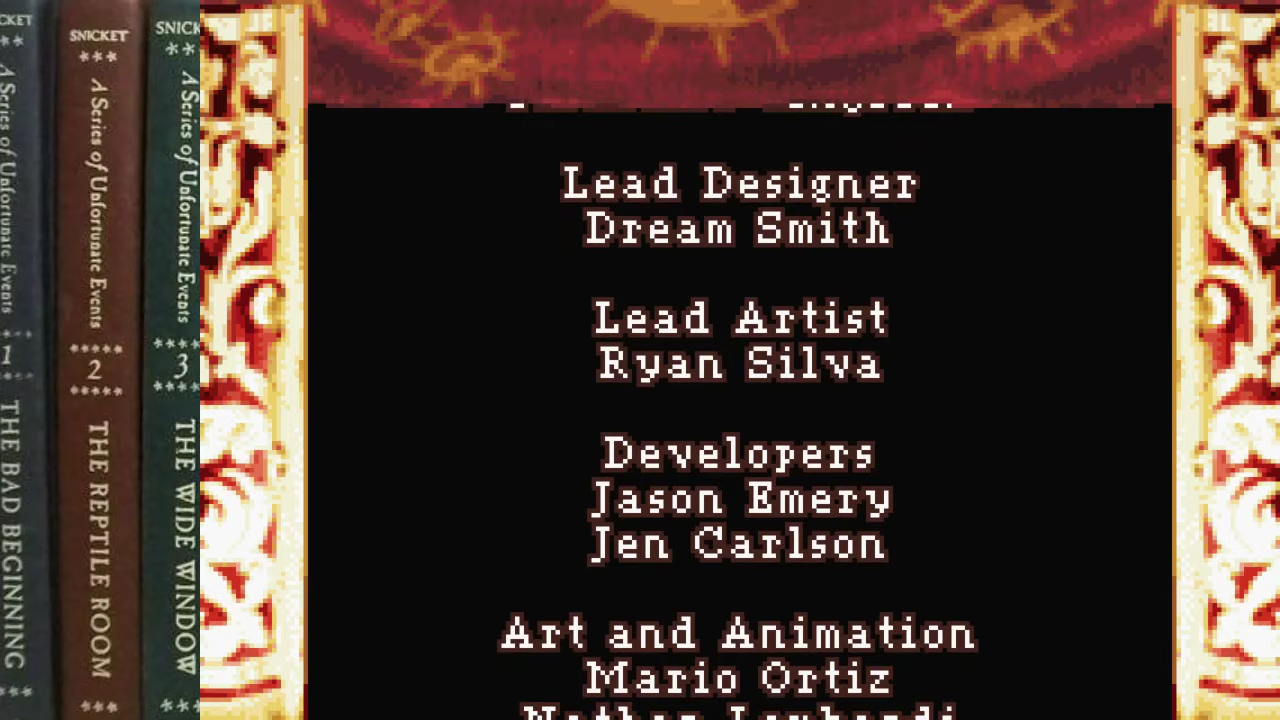 CKET
A Series of Unfortunate Events
1
THE BAD BEGINNING
SNICKET
A Series of Unfortunate Events
2
THE REPTILE ROOM
SNICK
A Series of Unfortunate Events
3
THE WIDE WINDOW
Lead Designer
Dream Smith
Lead Artist
Ryan Silva
Developers
Jason Emery
Jen Carlson
Art and Animation
Mario Ortiz